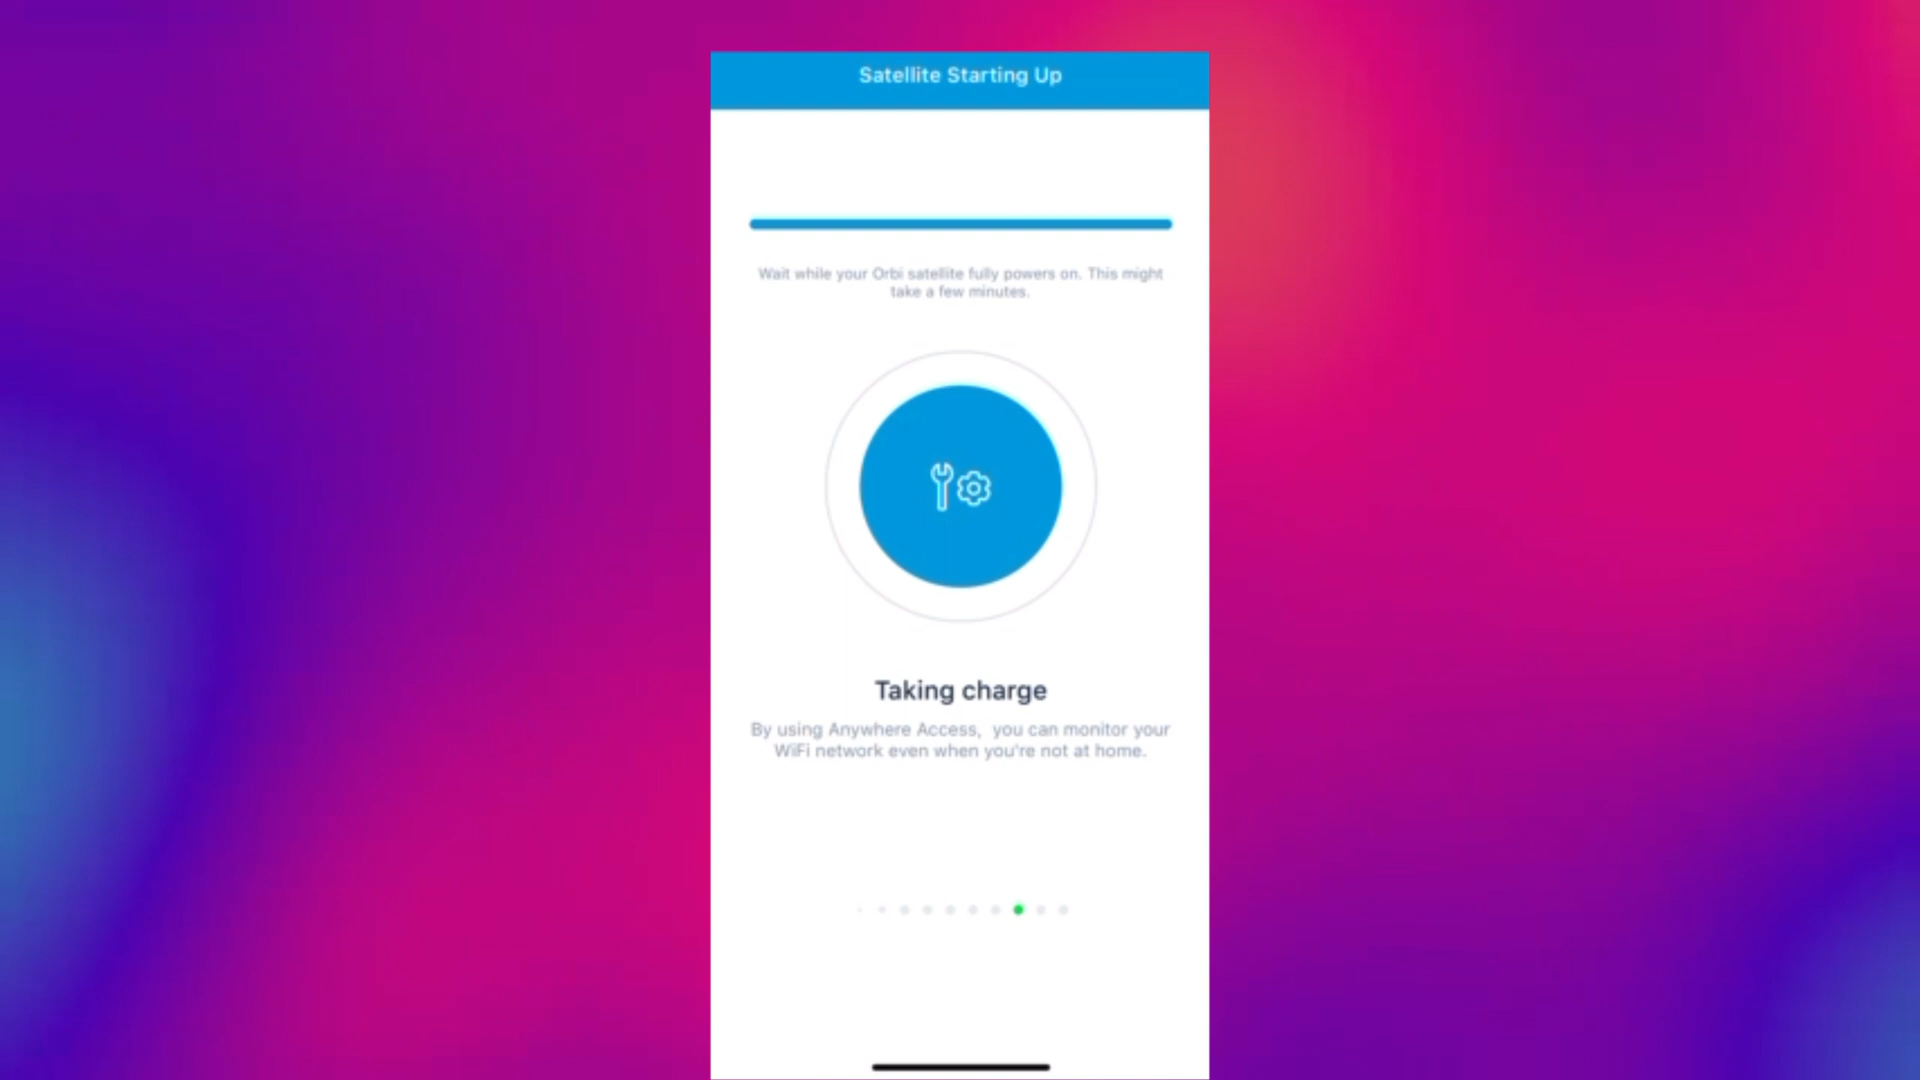 Satellite Starting Up
Wait while your Orbi satellite fully powers on. This might
take a few minutes.
Taking charge
By using Anywhere Access, you can monitor your
WiFi network even when you're not at home.